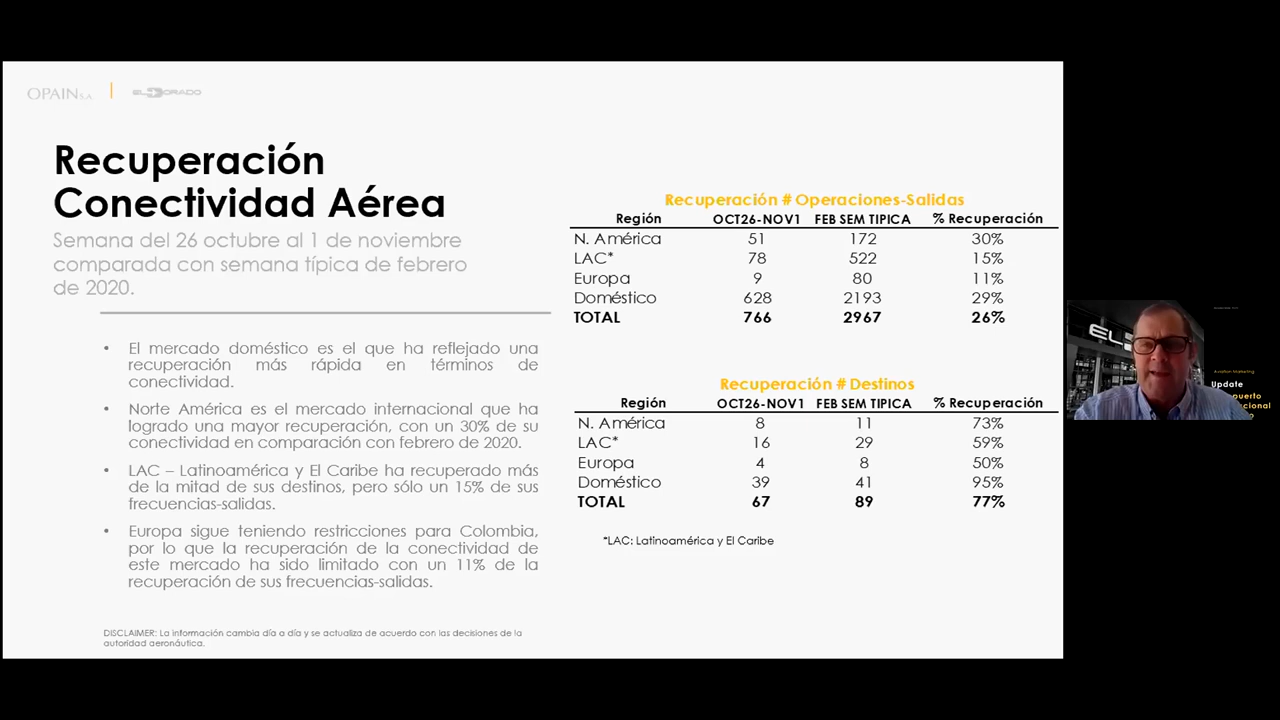 OPAIN S.A.
EL DORADO
Recuperación
Conectividad Aérea
Semana del 26 octubre al 1 de noviembre
comparada con semana típica de febrero
de 2020.
• El mercado doméstico es el que ha reflejado una
recuperación más rápida en términos de
conectividad.
• Norte América es el mercado internacional que ha
logrado una mayor recuperación, con un 30% de su
conectividad en comparación con febrero de 2020.
• LAC – Latinoamérica y El Caribe ha recuperado más
de la mitad de sus destinos, pero sólo un 15% de sus
frecuencias-salidas.
• Europa sigue teniendo restricciones para Colombia,
por lo que la recuperación de la conectividad de
este mercado ha sido limitado con un 11% de la
recuperación de sus frecuencias-salidas.
DISCLAIMER: La información cambia día a día y se actualiza de acuerdo con las decisiones de la
autoridad aeronáutica.
Recuperación # Operaciones-Salidas
Región OCT26-NOV1 FEB SEM TIPICA % Recuperación
N. América 51 172 30%
LAC* 78 522 15%
Europa 9 80 11%
Doméstico 628 2193 29%
TOTAL 766 2967 26%
Recuperación # Destinos
Región OCT26-NOV1 FEB SEM TIPICA % Recuperación
N. América 8 11 73%
LAC* 16 29 59%
Europa 4 8 50%
Doméstico 39 41 95%
TOTAL 67 89 77%
*LAC: Latinoamérica y El Caribe
Aviation Marketing
Update